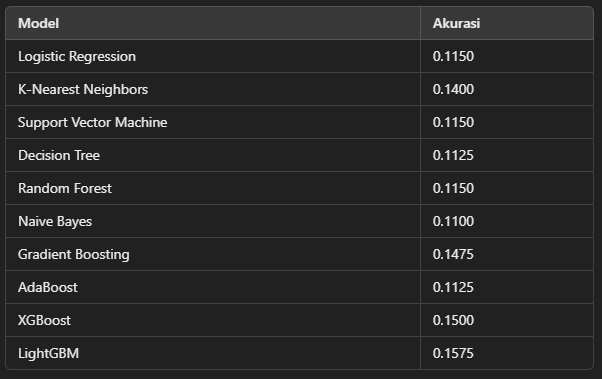 Model Akurasi
Logistic Regression 0.1150
K-Nearest Neighbors 0.1400
Support Vector Machine 0.1150
Decision Tree 0.1125
Random Forest 0.1150
Naive Bayes 0.1100
Gradient Boosting 0.1475
AdaBoost 0.1125
XGBoost 0.1500
LightGBM 0.1575